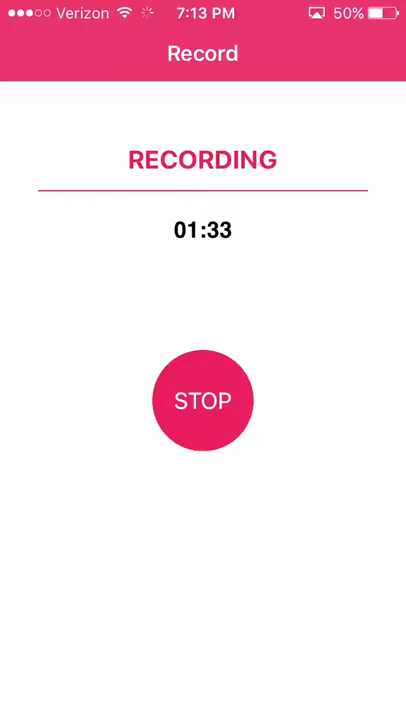 Verizon 7:13 PM 50%
Record
RECORDING
01:33
STOP